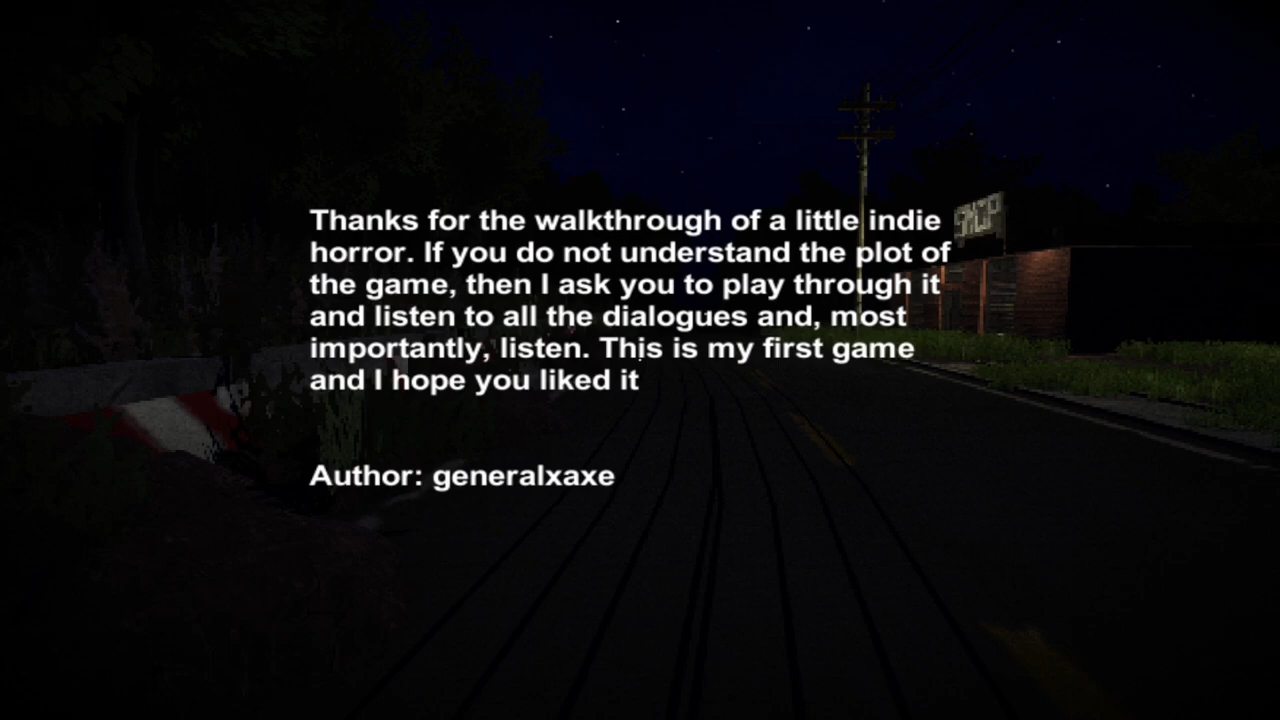 SHOP
Thanks for the walkthrough of a little indie
horror. If you do not understand the plot of
the game, then I ask you to play through it
and listen to all the dialogues and, most
importantly, listen. This is my first game
and I hope you liked it
Author: generalxaxe